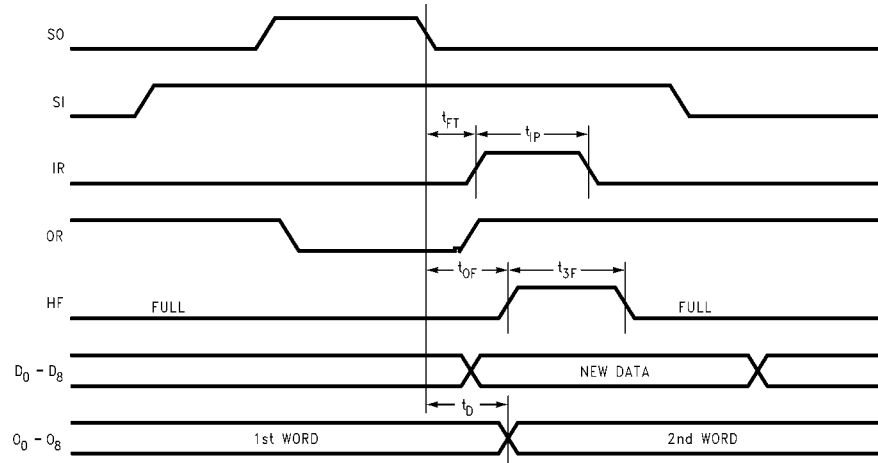 SO
SI
t_FT
t_IP
IR
OR
t_OF
t_3F
HF
FULL
FULL
D_0 - D_8
NEW DATA
t_D
O_0 - O_8
1st WORD
2nd WORD